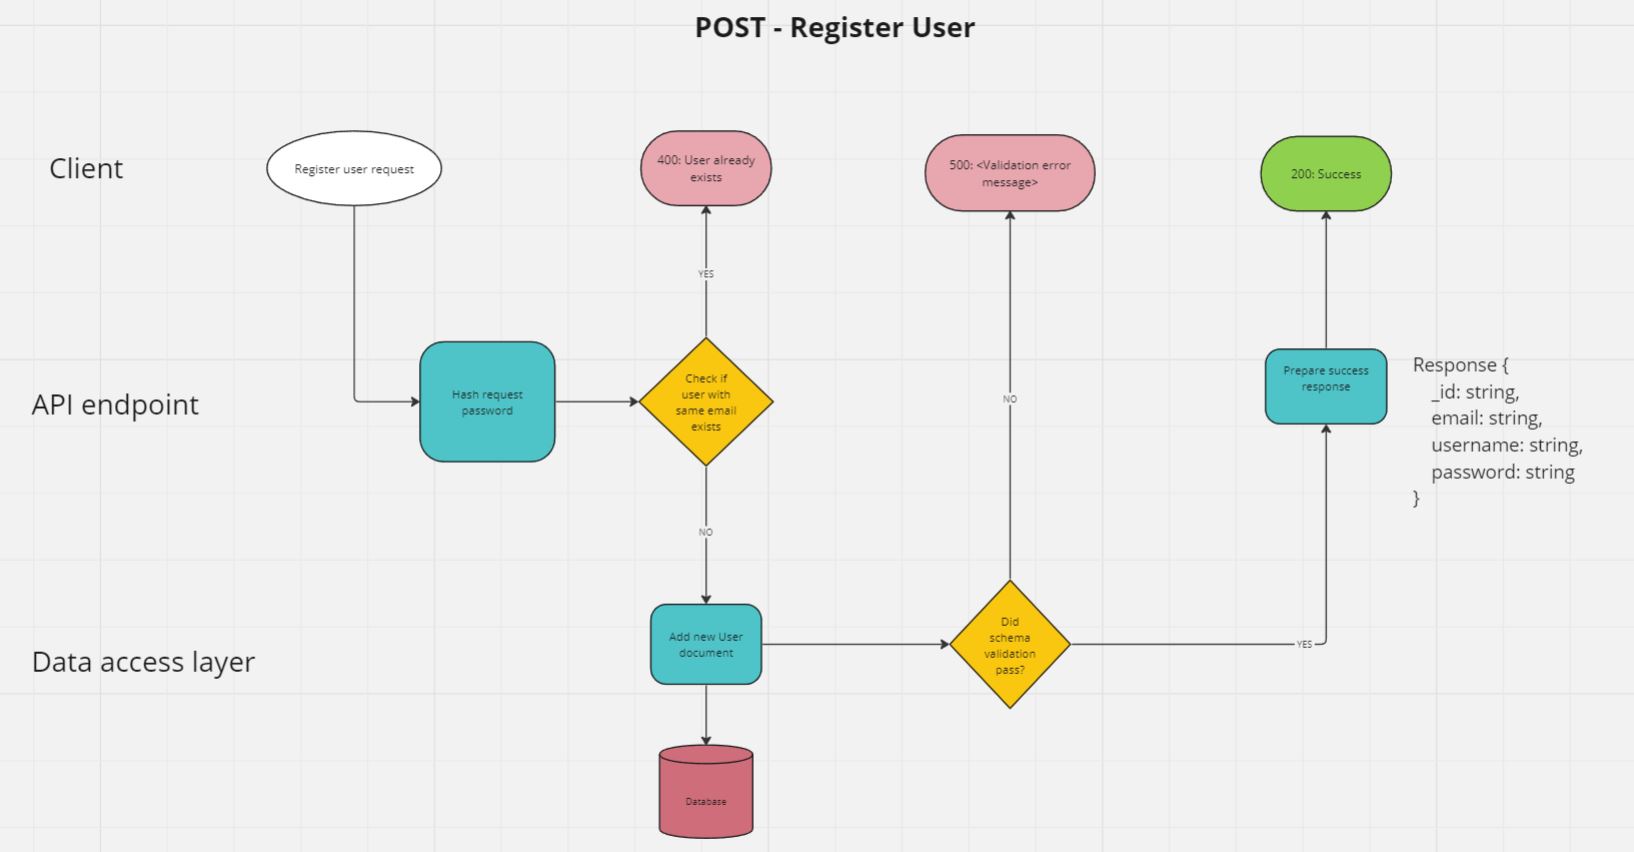 POST - Register User
Client
Register user request
400: User already
exists
500: <Validation error
message>
200: Success
YES
API endpoint
Hash request
password
Check if
user with
same email
exists
NO
Prepare success
response
Response {
_id: string,
email: string,
username: string,
password: string
}
NO
Data access layer
Add new User
document
Did
schema
validation
pass?
YES
Database